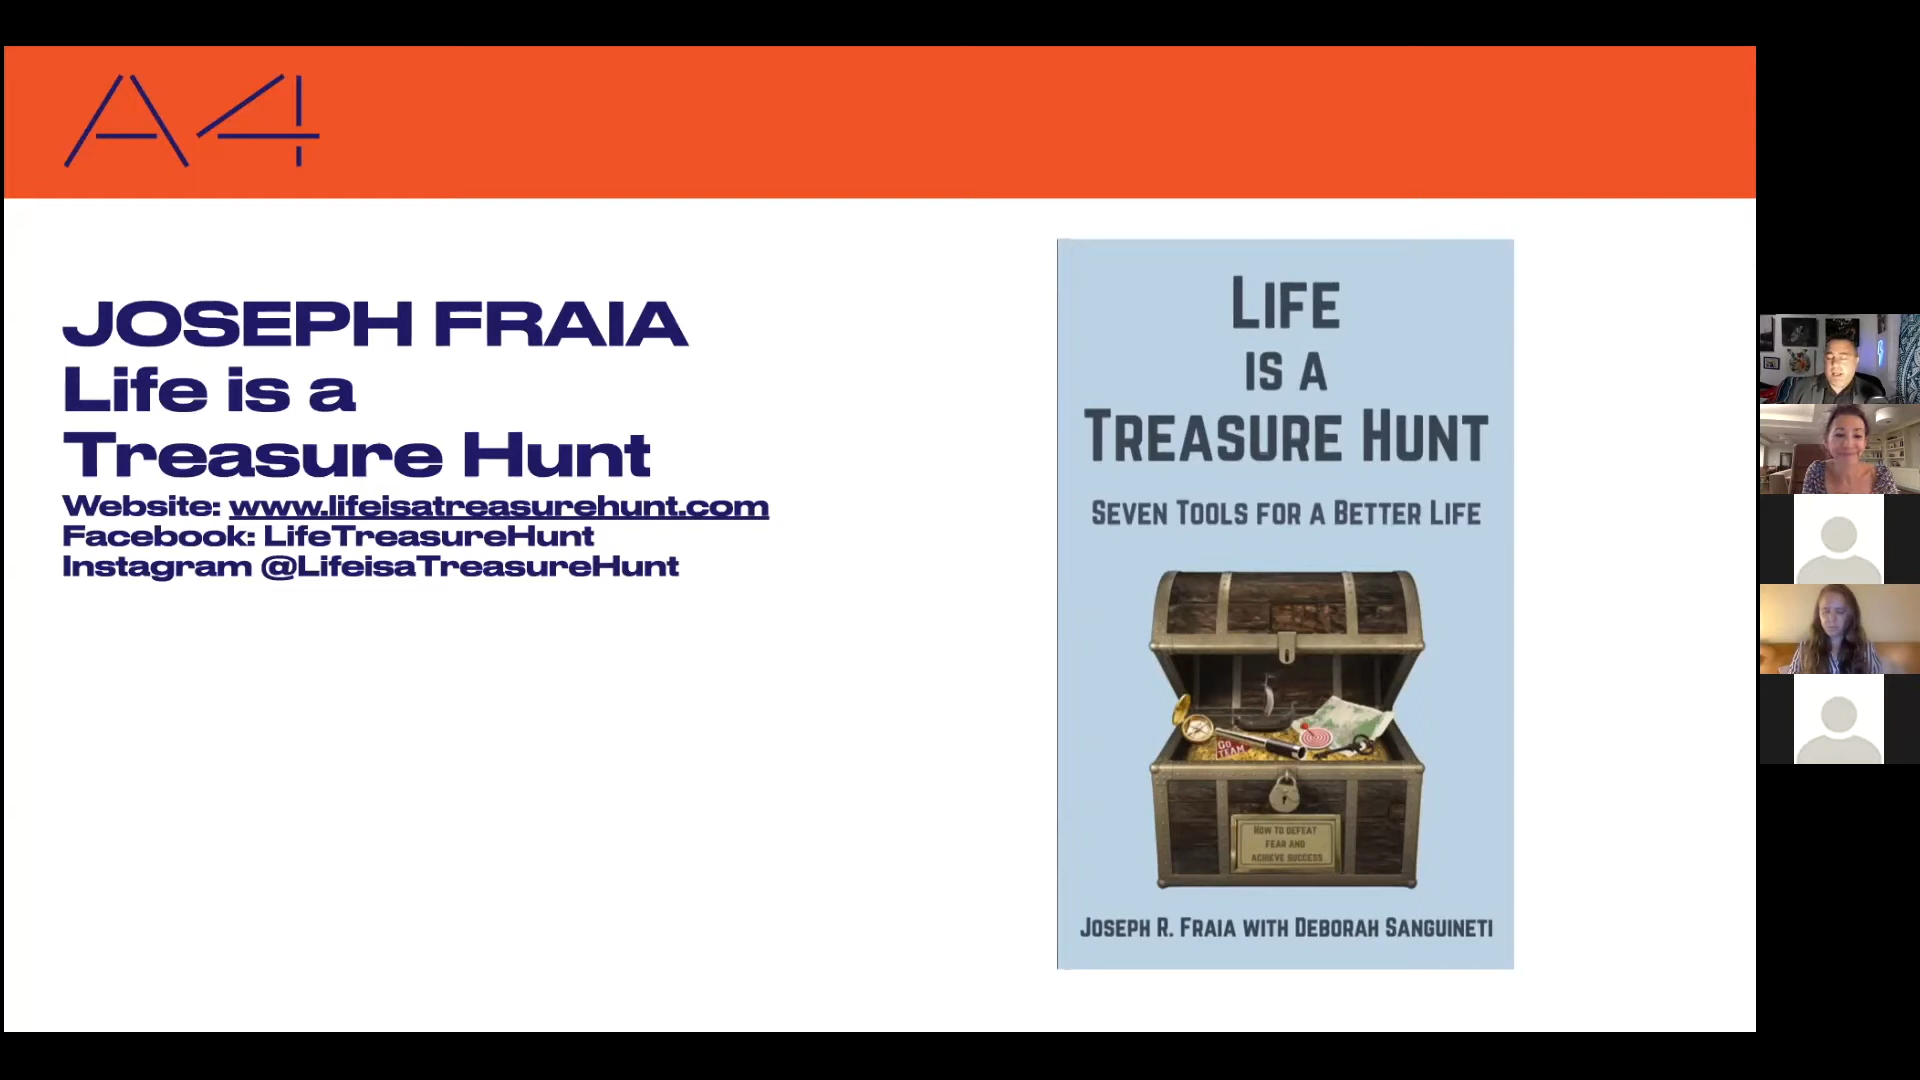 A4
JOSEPH FRAIA
Life is a
Treasure Hunt
Website: www.lifeisatreasurehunt.com
Facebook: LifeTreasureHunt
Instagram @LifeisaTreasureHunt
LIFE
IS A
TREASURE HUNT
SEVEN TOOLS FOR A BETTER LIFE
GO
TEAM
HOW TO DEFEAT
FEAR AND
ACHIEVE SUCCESS
JOSEPH R. FRAIA WITH DEBORAH SANGUINETI